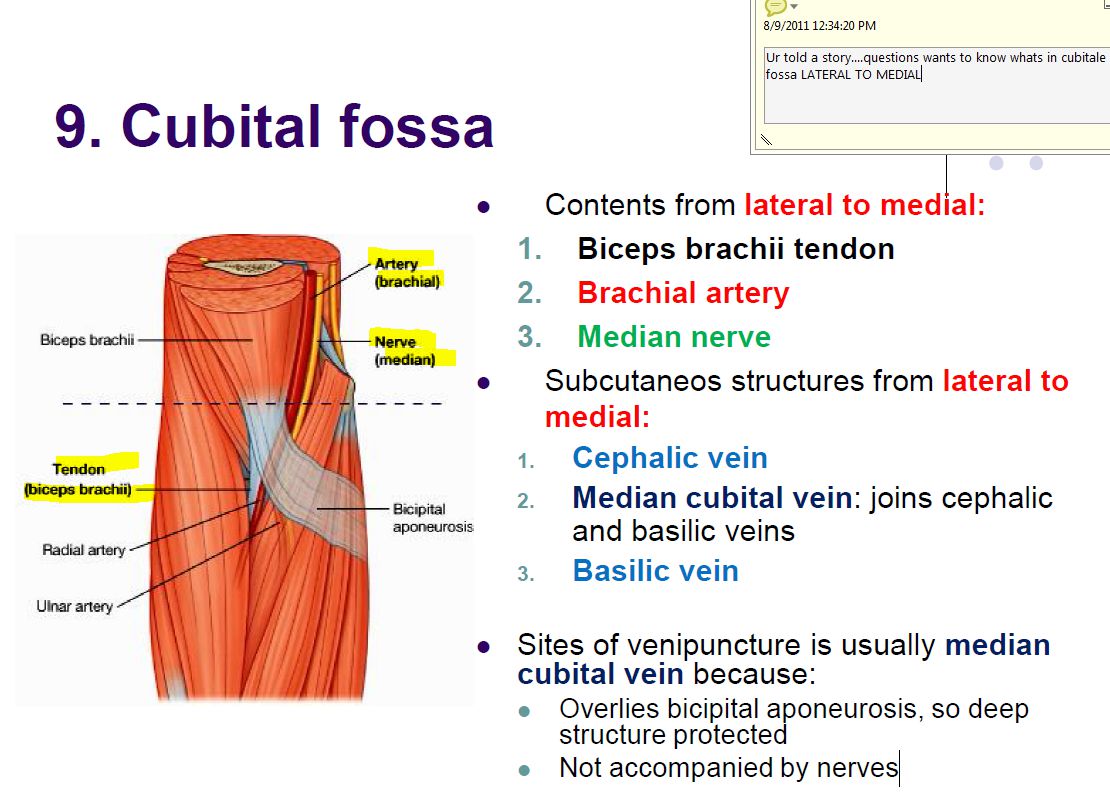 8/9/2011 12:34:20 PM
Ur told a story....questions wants to know whats in cubitale
fossa LATERAL TO MEDIAL
9. Cubital fossa
Contents from lateral to medial:
1. Biceps brachii tendon
2. Brachial artery
3. Median nerve
Subcutaneos structures from lateral to
medial:
1. Cephalic vein
2. Median cubital vein: joins cephalic
and basilic veins
3. Basilic vein
Sites of venipuncture is usually median
cubital vein because:
Overlies bicipital aponeurosis, so deep
structure protected
Not accompanied by nerves
Artery
(brachial)
Biceps brachii
Nerve
(median)
Tendon
(biceps brachii)
Bicipital
aponeurosis
Radial artery
Ulnar artery